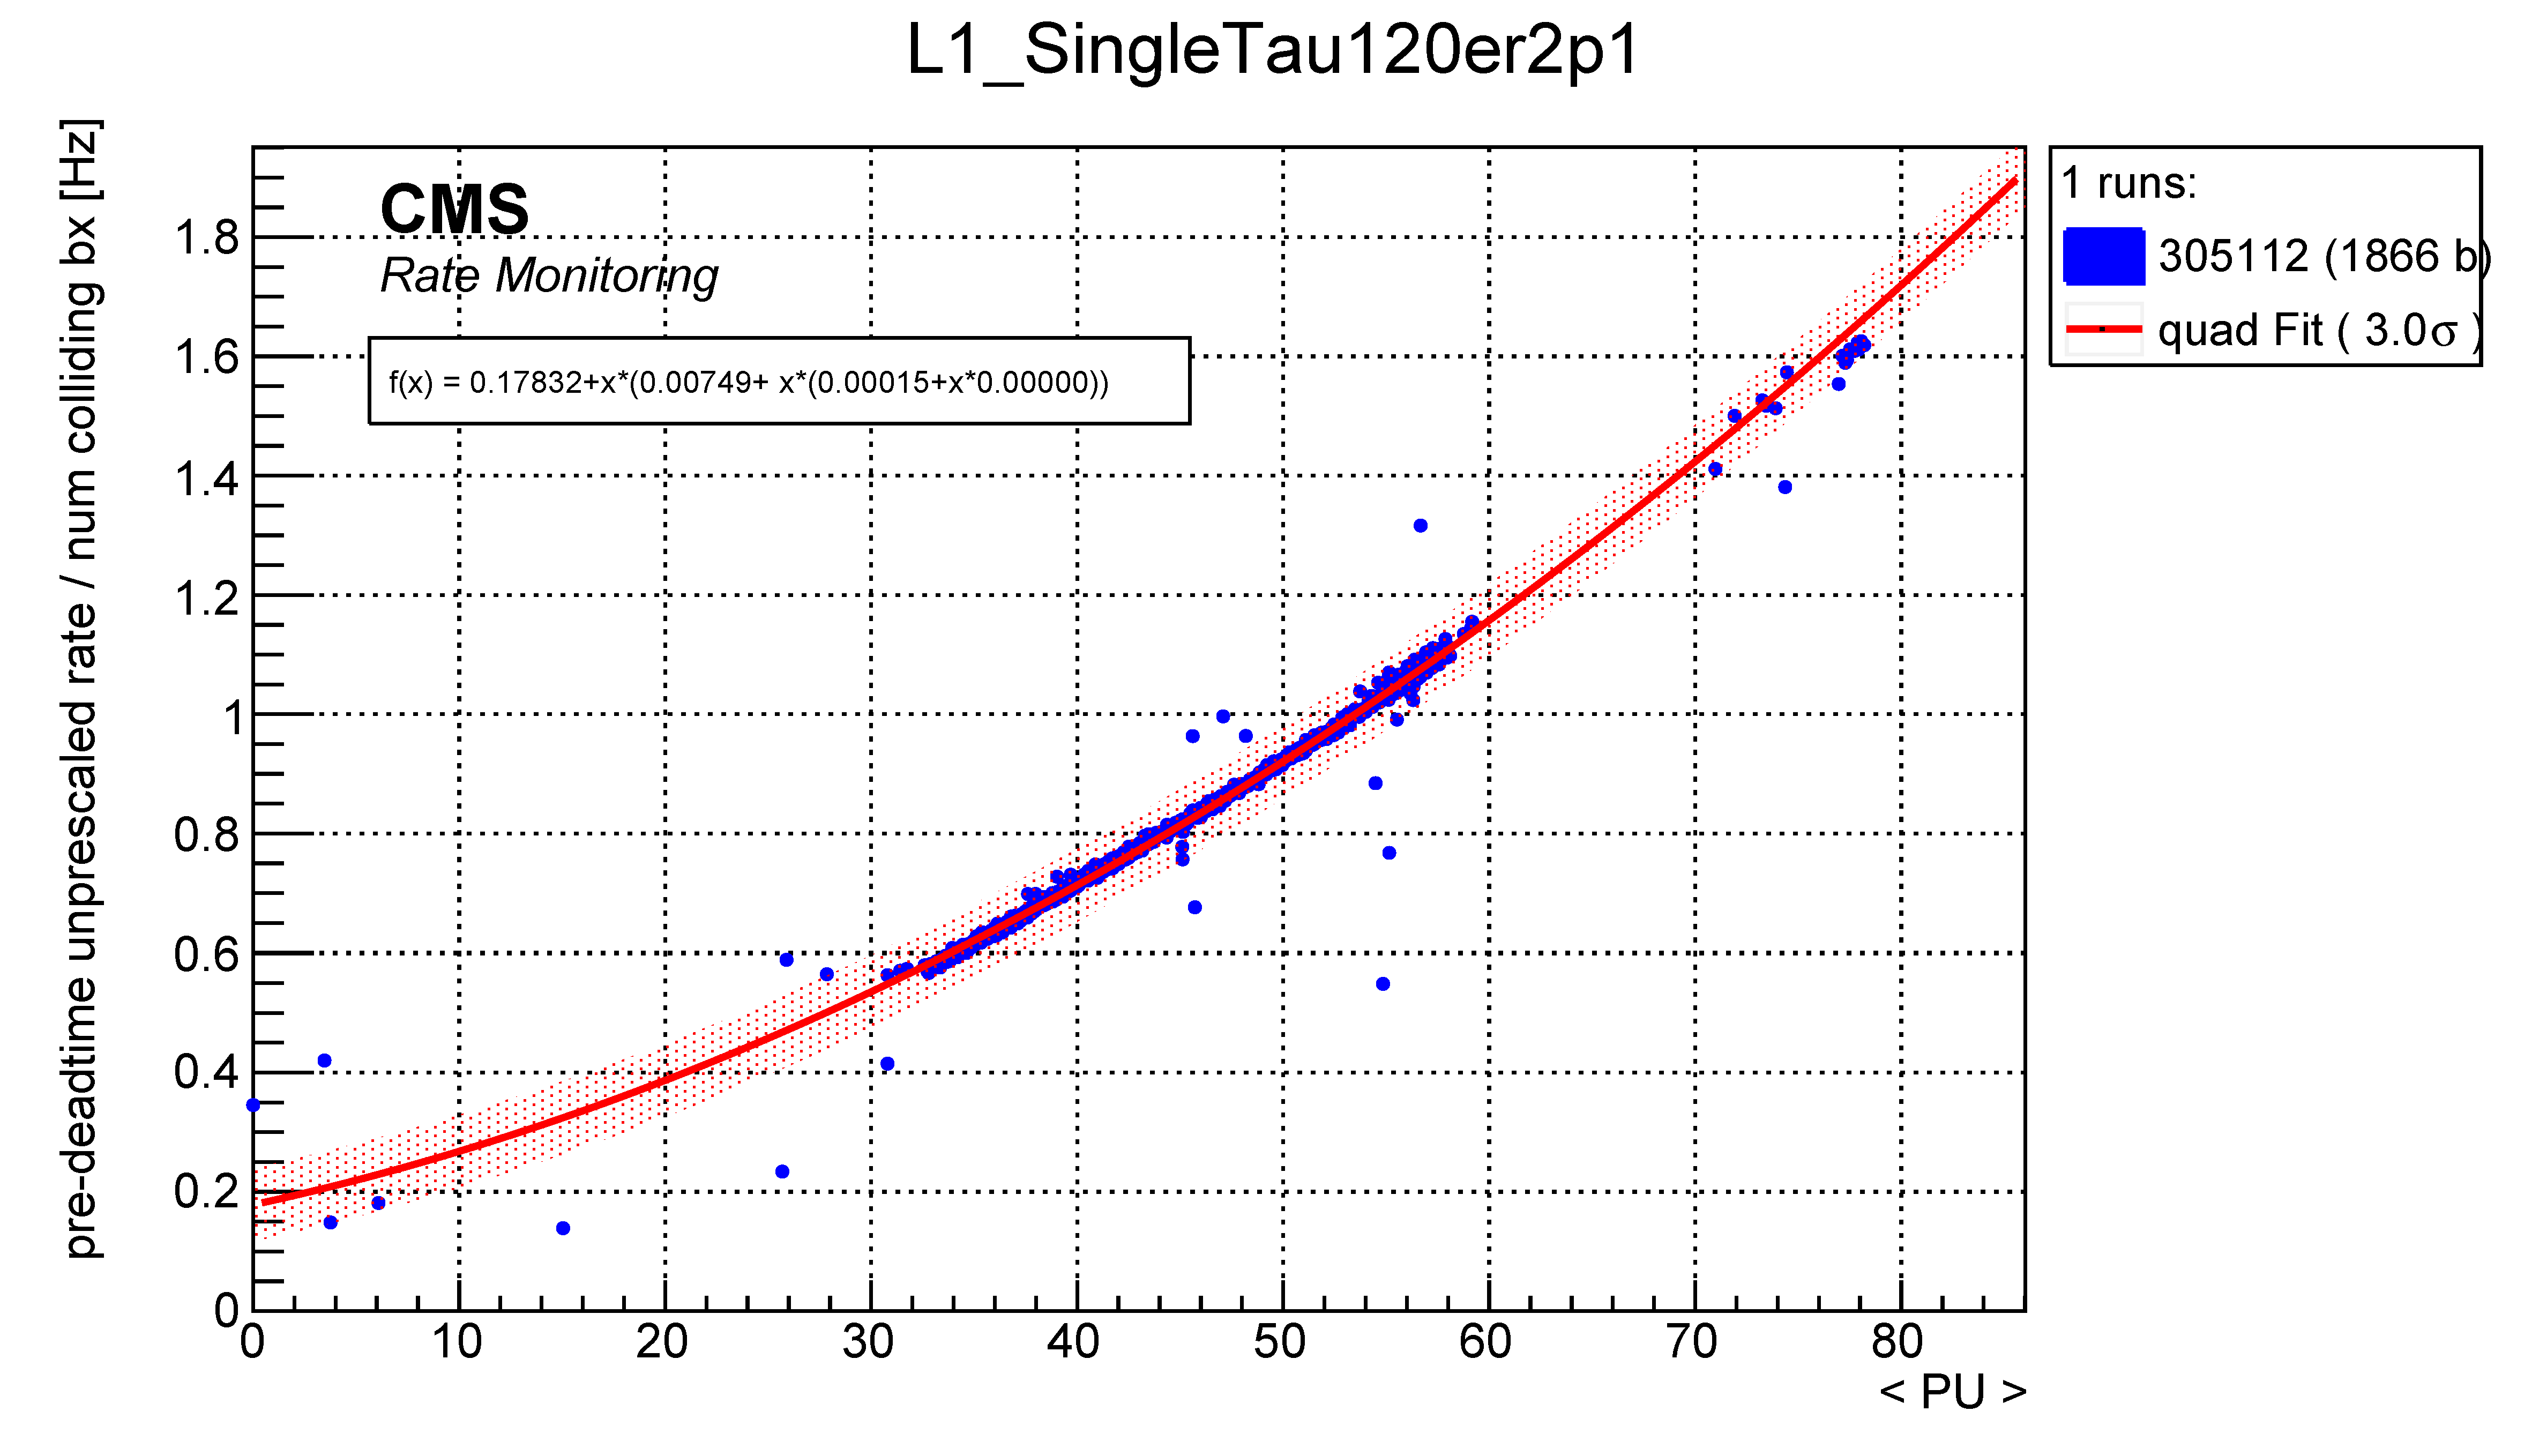 L1_SingleTau120er2p1
pre-deadtime unprescaled rate / num colliding bx [Hz]
CMS
Rate Monitoring
f(x) = 0.17832+x*(0.00749+ x*(0.00015+x*0.00000))
1 runs:
305112 (1866 b)
quad Fit ( 3.0σ )
1.8
1.6
1.4
1.2
1
0.8
0.6
0.4
0.2
0
0 10 20 30 40 50 60 70 80
< PU >